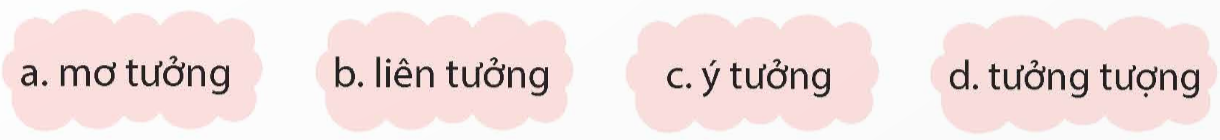 a. mơ tưởng b. liên tưởng c. ý tưởng d. tưởng tượng